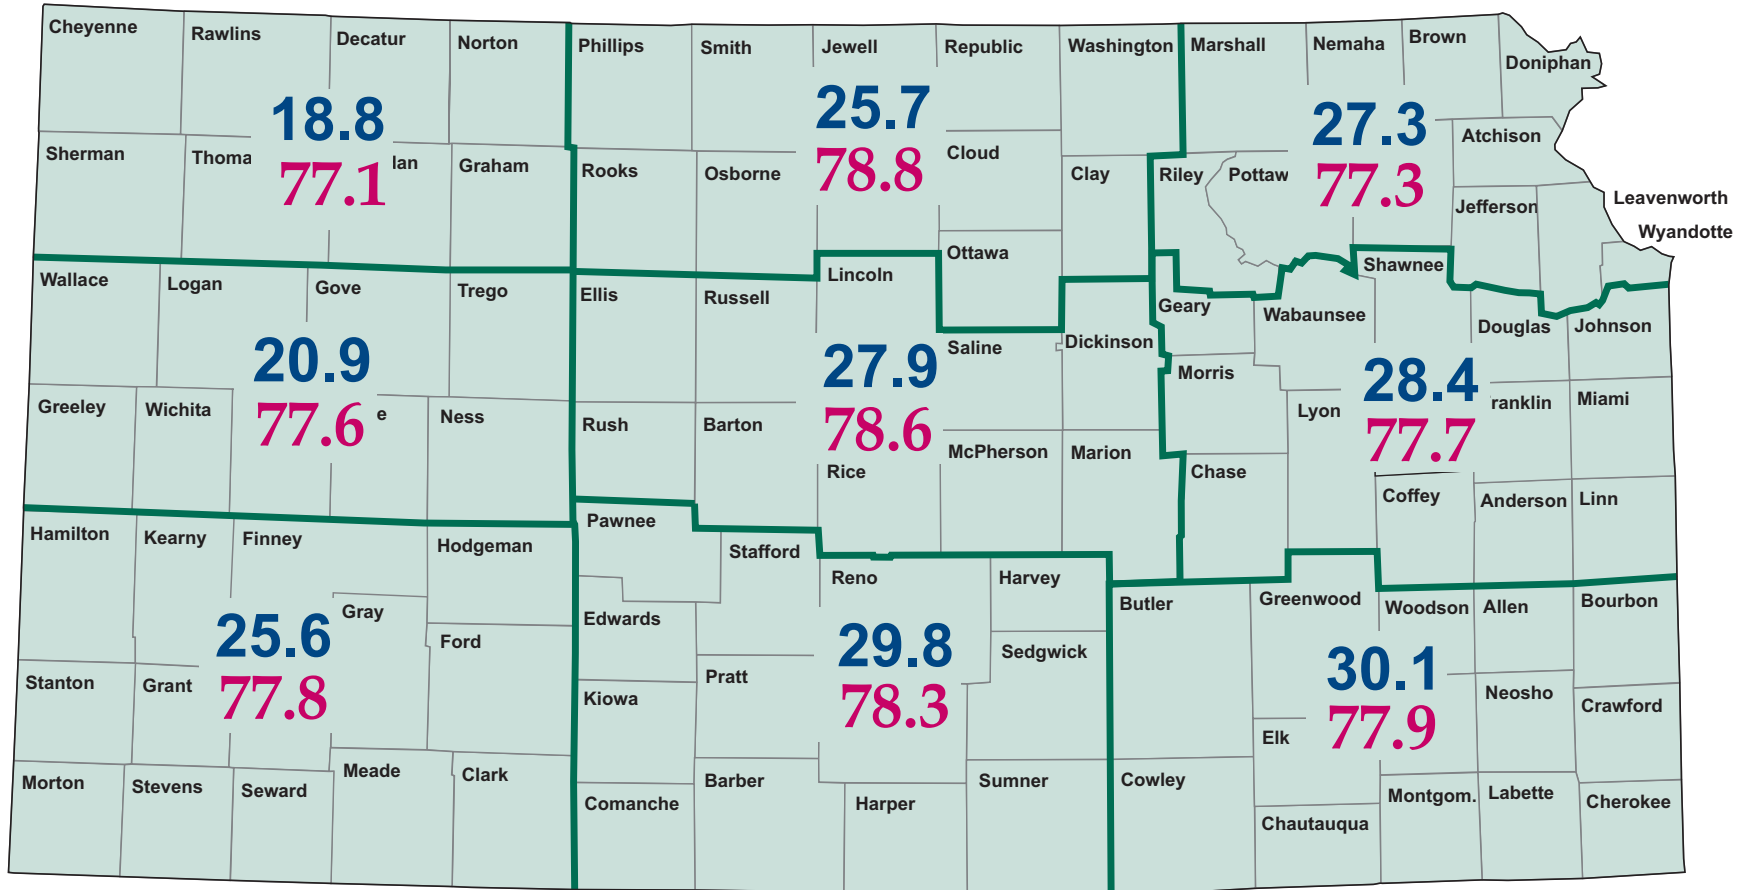 Cheyenne
Rawlins
Decatur
Norton
Phillips
Smith
Jewell
Republic
Washington
Marshall
Nemaha
Brown
Doniphan
18.8
77.1
25.7
78.8
27.3
77.3
Sherman
Thoma
lan
Graham
Rooks
Osborne
Cloud
Clay
Riley
Pottaw
Atchison
Jefferson
Leavenworth
Wyandotte
Ottawa
Shawnee
Wallace
Logan
Gove
Trego
Ellis
Russell
Lincoln
Saline
Dickinson
Geary
Wabaunsee
Douglas
Johnson
20.9
77.6
27.9
78.6
28.4
77.7
Greeley
Wichita
e
Ness
Rush
Barton
Rice
McPherson
Marion
Morris
Chase
Lyon
ranklin
Miami
Coffey
Anderson
Linn
Hamilton
Kearny
Finney
Hodgeman
Pawnee
Stafford
Reno
Harvey
Butler
Greenwood
Woodson
Allen
Bourbon
Gray
Ford
Edwards
Sedgwick
25.6
77.8
29.8
78.3
30.1
77.9
Stanton
Grant
Kiowa
Pratt
Elk
Neosho
Crawford
Morton
Stevens
Seward
Meade
Clark
Comanche
Barber
Harper
Sumner
Cowley
Chautauqua
Montgom.
Labette
Cherokee